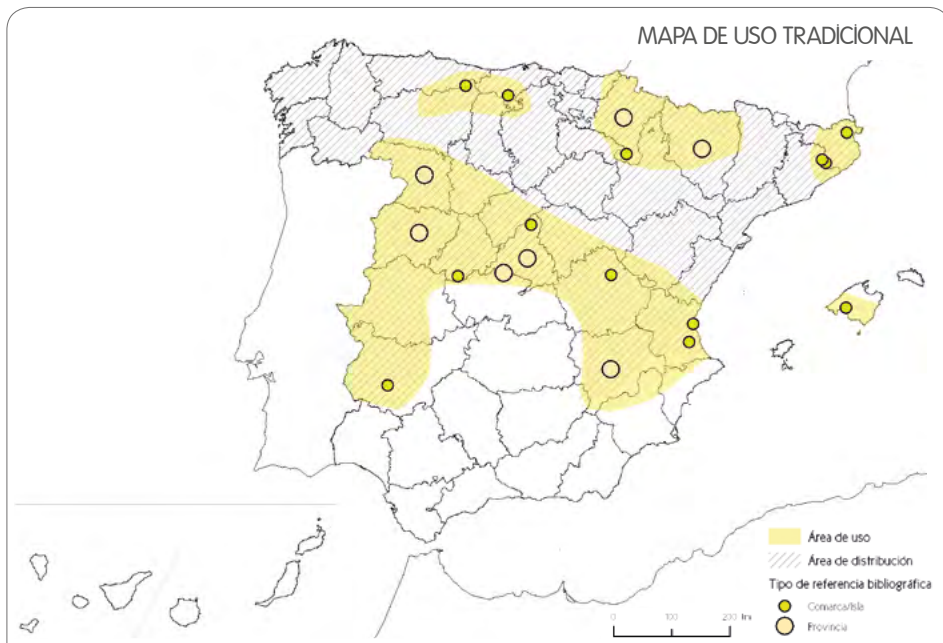 MAPA DE USO TRADICIONAL
Área de uso
Área de distribución
Tipo de referencia bibliográfica
Comarca/Isla
Provincia
0 100 200 km